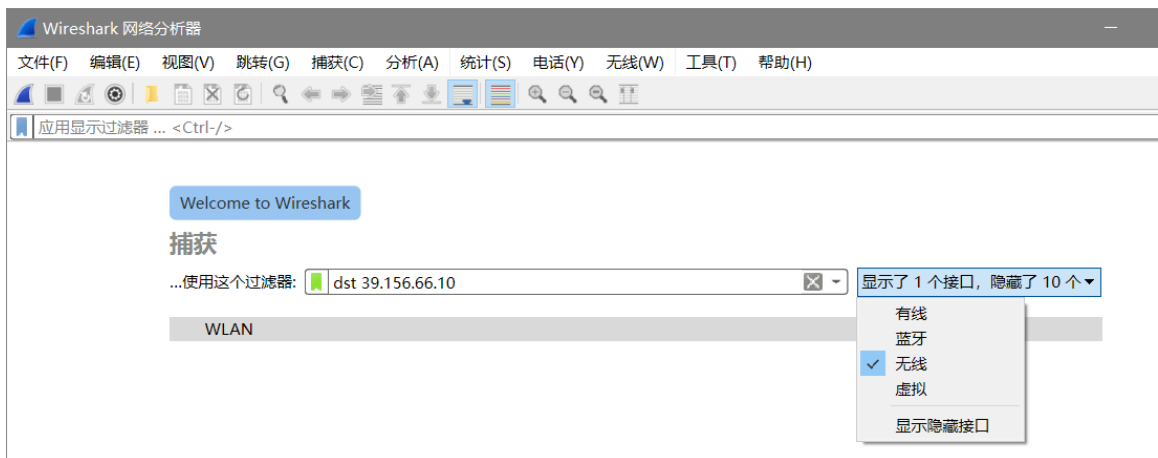 Wireshark 网络分析器
文件(F) 编辑(E) 视图(V) 跳转(G) 捕获(C) 分析(A) 统计(S) 电话(Y) 无线(W) 工具(T) 帮助(H)
应用显示过滤器 ... <Ctrl-/>
Welcome to Wireshark
捕获
...使用这个过滤器: dst 39.156.66.10 显示了 1 个接口，隐藏了 10 个
有线
WLAN
蓝牙
无线
虚拟
显示隐藏接口